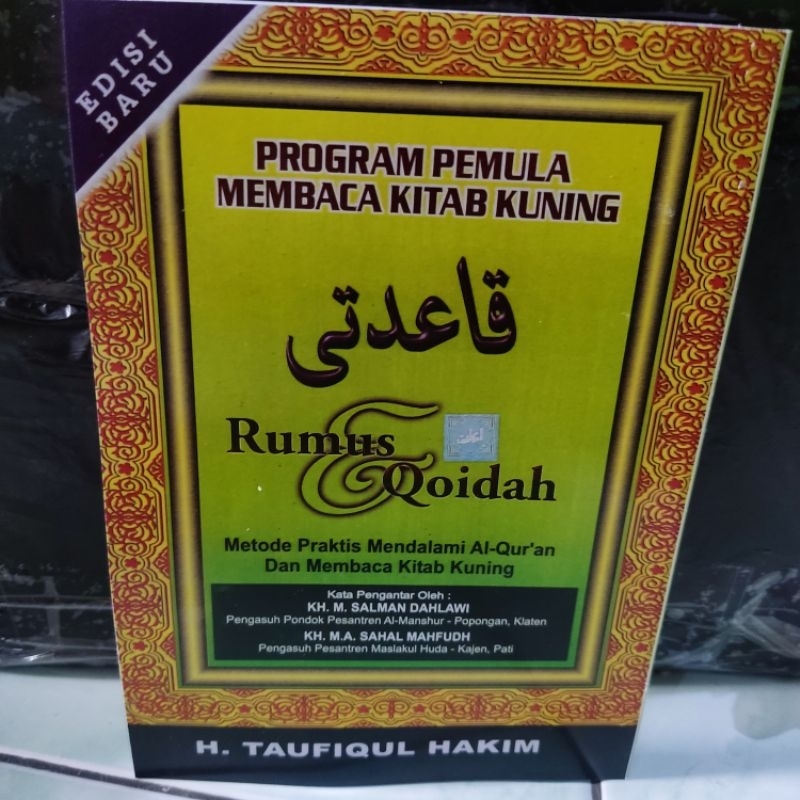 EDISI
BARU
PROGRAM PEMULA
MEMBACA KITAB KUNING
قاعدتى
Rumus
&
Qoidah
Metode Praktis Mendalami Al-Qur'an
Dan Membaca Kitab Kuning
Kata Pengantar Oleh :
KH. M. SALMAN DAHLAWI
Pengasuh Pondok Pesantren Al-Manshur - Popongan, Klaten
KH. M.A. SAHAL MAHFUDH
Pengasuh Pesantren Maslakul Huda - Kajen, Pati
H. TAUFIQUL HAKIM